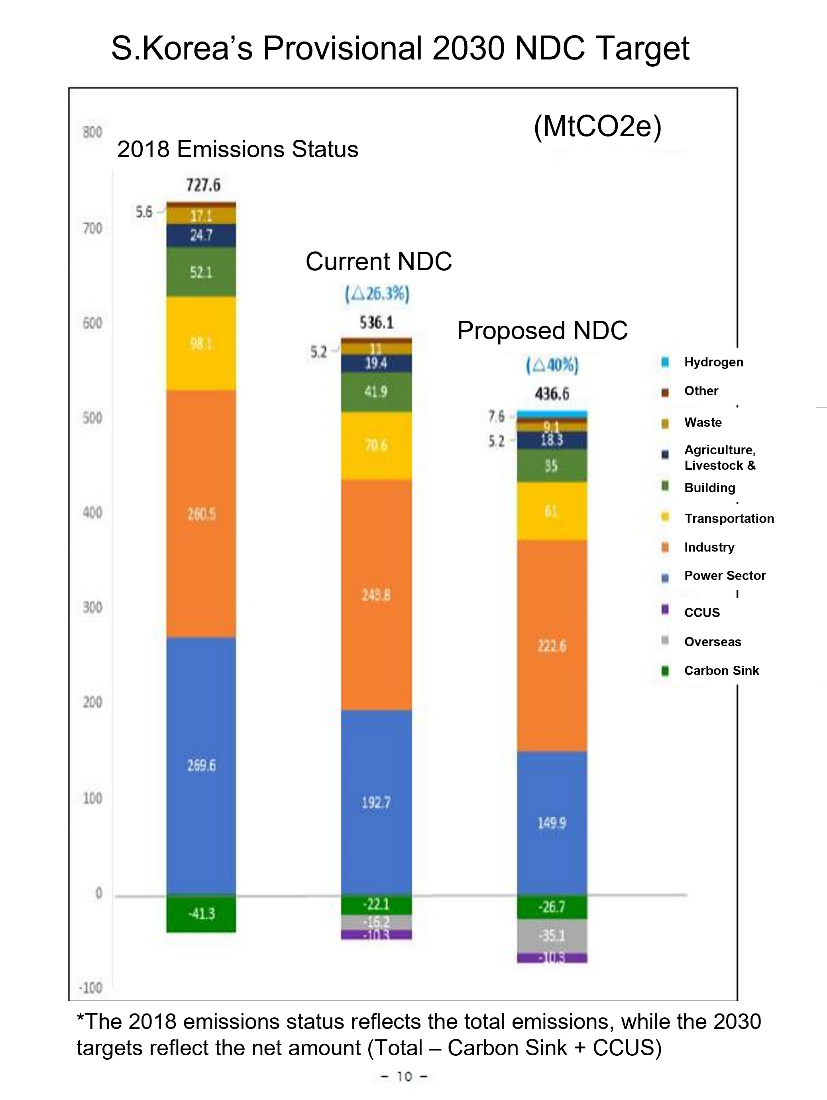 S.Korea's Provisional 2030 NDC Target
(MtCO2e)
800
2018 Emissions Status
727.6
5.6
17.1
24.7
700
52.1
Current NDC
(△26.3%)
600
536.1
Proposed NDC
98.1
5.2
11
19.4
(△40%)
Hydrogen
41.9
436.6
Other
500
7.6
9.1
Waste
5.2
18.3
70.6
Agriculture,
Livestock &
35
Building
400
260.5
61
Transportation
Industry
Power Sector
300
243.8
CCUS
222.6
Overseas
Carbon Sink
200
269.6
100
192.7
149.9
0
-41.3
-22.1
-26.7
-16.2
-10.3
-35.1
-10.3
-100
*The 2018 emissions status reflects the total emissions, while the 2030
targets reflect the net amount (Total – Carbon Sink + CCUS)
– 10 –